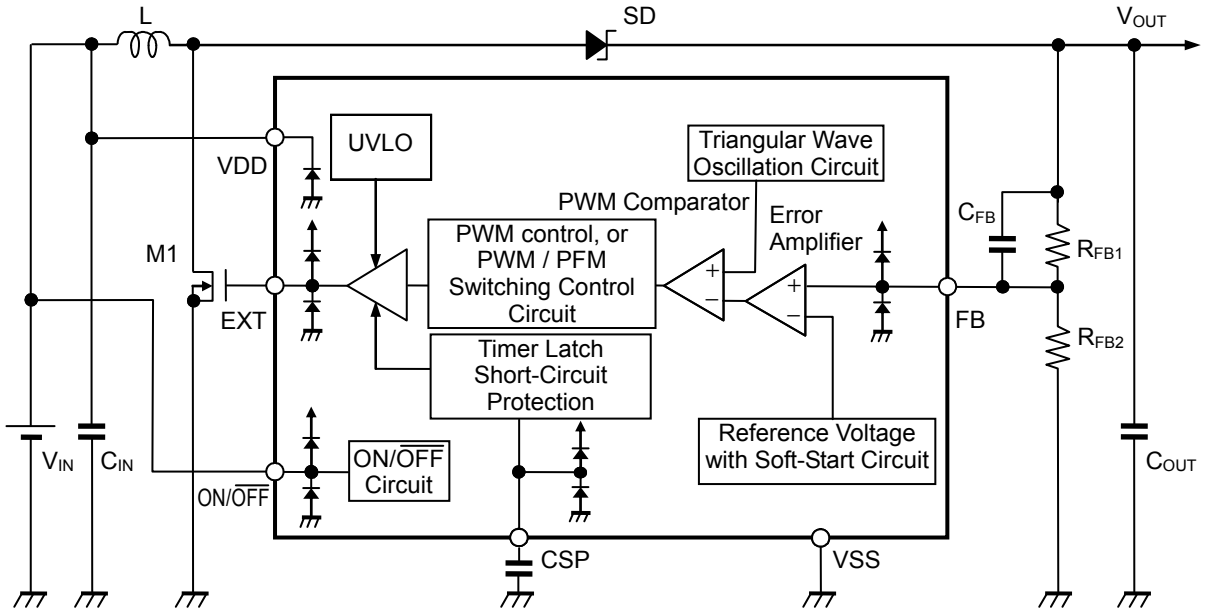 L
SD
VOUT
VDD
UVLO
Triangular Wave
Oscillation Circuit
PWM Comparator
Error
Amplifier
CFB
RFB1
M1
PWM control, or
PWM / PFM
Switching Control
Circuit
+
−
+
−
EXT
FB
RFB2
Timer Latch
Short-Circuit
Protection
VIN
CIN
ON/O̅F̅F̅
ON/O̅F̅F̅
Circuit
Reference Voltage
with Soft-Start Circuit
COUT
CSP
VSS